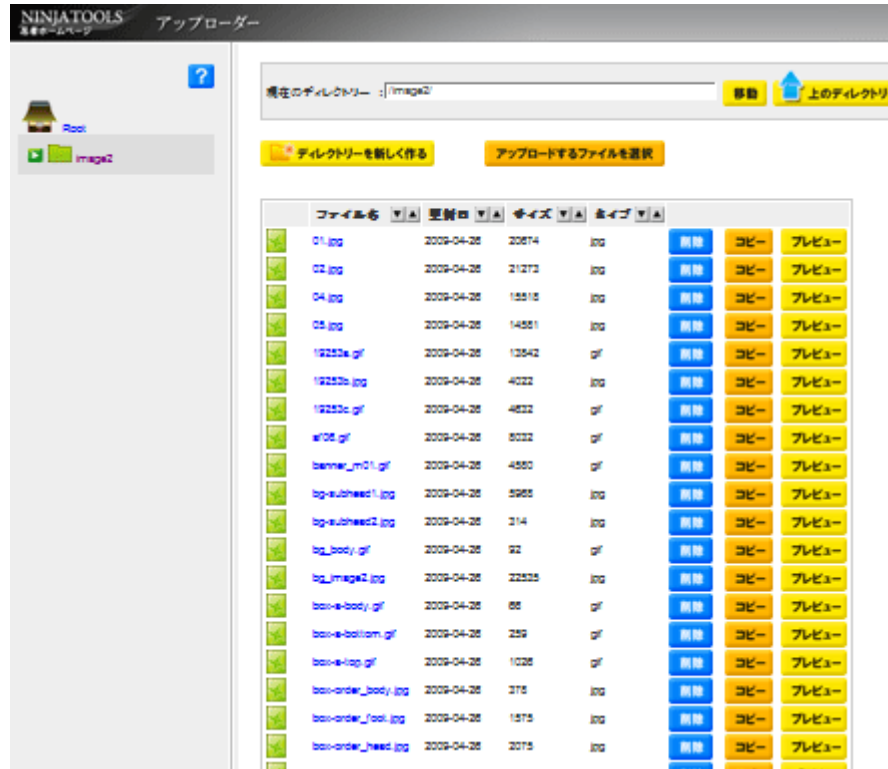 NINJATOOLS アップローダー
忍者ホームページ
?
現在のディレクトリー : /image2/ 移動 上のディレクトリ
Root
image2
ディレクトリーを新しく作る アップロードするファイルを選択
ファイル名 ▼ ▲ 更新日 ▼ ▲ サイズ ▼ ▲ タイプ ▼ ▲
01.jpg 2009-04-26 20674 jpg 削除 コピー プレビュー
02.jpg 2009-04-26 21273 jpg 削除 コピー プレビュー
04.jpg 2009-04-26 15518 jpg 削除 コピー プレビュー
05.jpg 2009-04-26 14561 jpg 削除 コピー プレビュー
19253a.gif 2009-04-26 13542 gif 削除 コピー プレビュー
19253b.jpg 2009-04-26 4022 jpg 削除 コピー プレビュー
19253c.gif 2009-04-26 4632 gif 削除 コピー プレビュー
2009-04-26 5032 gif 削除 コピー プレビュー
banner_m01.gif 2009-04-26 4580 gif 削除 コピー プレビュー
bg-subhead1.jpg 2009-04-26 5965 jpg 削除 コピー プレビュー
bg-subhead2.jpg 2009-04-26 314 jpg 削除 コピー プレビュー
bg_body.gif 2009-04-26 92 gif 削除 コピー プレビュー
bg_image2.jpg 2009-04-26 22535 jpg 削除 コピー プレビュー
box-e-body.gif 2009-04-26 66 gif 削除 コピー プレビュー
box-e-bottom.gif 2009-04-26 259 gif 削除 コピー プレビュー
box-e-top.gif 2009-04-26 1026 gif 削除 コピー プレビュー
box-order_body.jpg 2009-04-26 375 jpg 削除 コピー プレビュー
box-order_foot.jpg 2009-04-26 1575 jpg 削除 コピー プレビュー
box-order_head.jpg 2009-04-26 2075 jpg 削除 コピー プレビュー